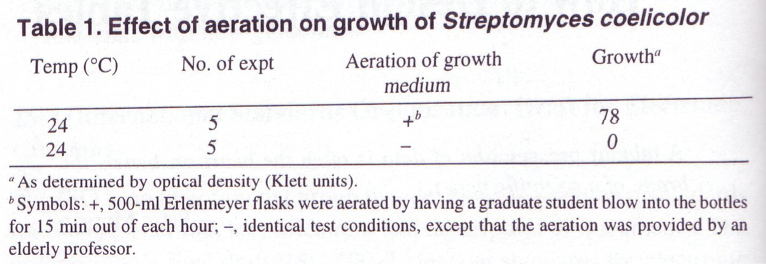 Table 1. Effect of aeration on growth of Streptomyces coelicolor
Temp (°C) No. of expt Aeration of growth medium Growthᵃ
24 5 +ᵇ 78
24 5 – 0
ᵃ As determined by optical density (Klett units).
ᵇ Symbols: +, 500-ml Erlenmeyer flasks were aerated by having a graduate student blow into the bottles
for 15 min out of each hour; –, identical test conditions, except that the aeration was provided by an
elderly professor.